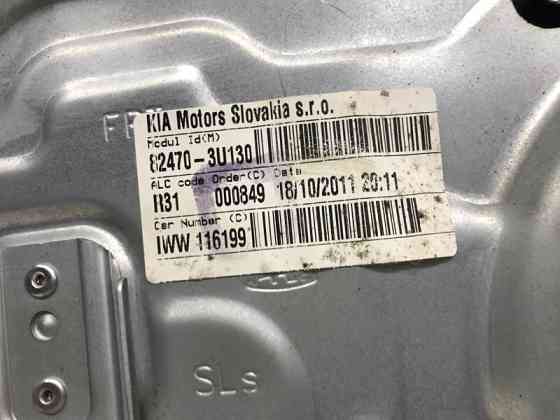 KIA Motors Slovakia s.r.o.
Modul Id(M)
82470-3U130
ALC code Order(C) Date
R31 000849 18/10/2011 20:11
Car Number (C)
IWW 116199
SLs